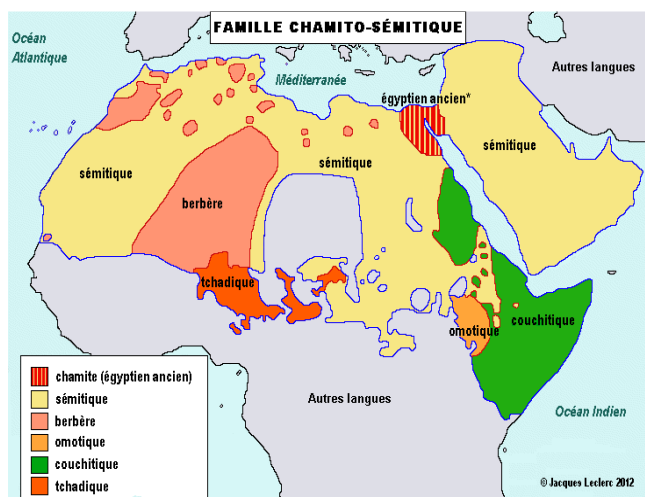 FAMILLE CHAMITO-SÉMITIQUE
Océan
Atlantique
Méditerranée
Autres langues
égyptien ancien*
sémitique
sémitique
sémitique
berbère
tchadique
omotique
couchitique
Autres langues
Océan Indien
chamite (égyptien ancien)
sémitique
berbère
omotique
couchitique
tchadique
© Jacques Leclerc 2012